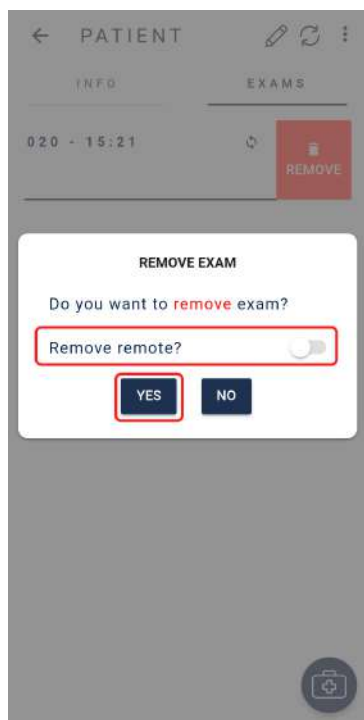 PATIENT
INFO
EXAMS
020 - 15:21
REMOVE
REMOVE EXAM
Do you want to remove exam?
Remove remote?
YES
NO